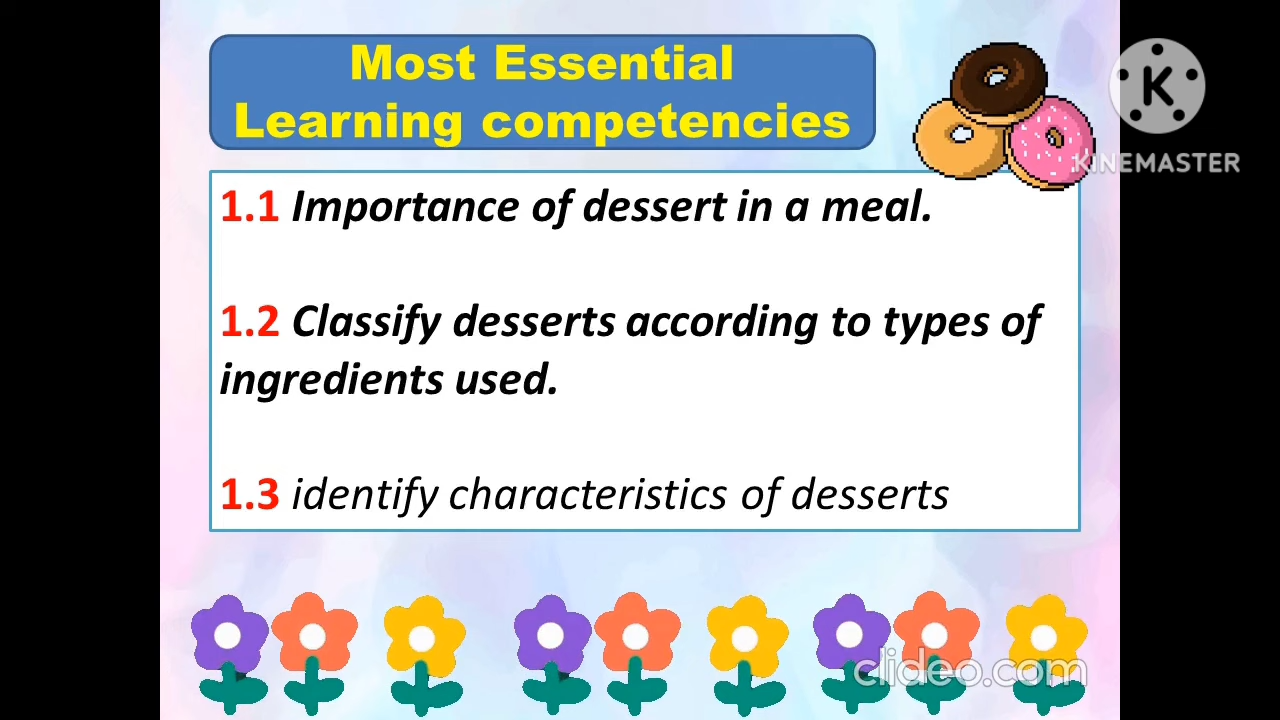 Most Essential
Learning competencies
K
KINEMASTER
1.1 Importance of dessert in a meal.
1.2 Classify desserts according to types of
ingredients used.
1.3 identify characteristics of desserts
clideo.com